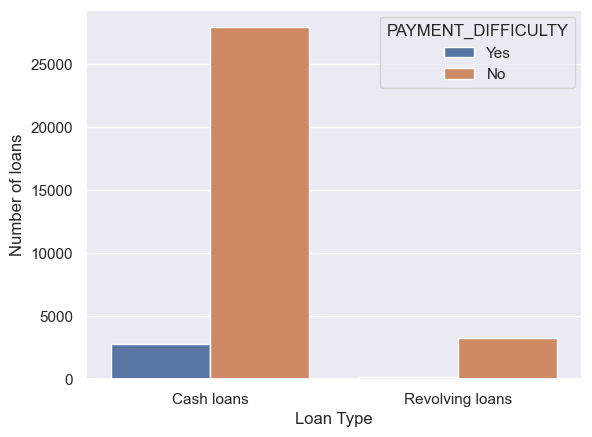 PAYMENT_DIFFICULTY
Yes
No
Number of loans
25000
20000
15000
10000
5000
0
Cash loans
Revolving loans
Loan Type